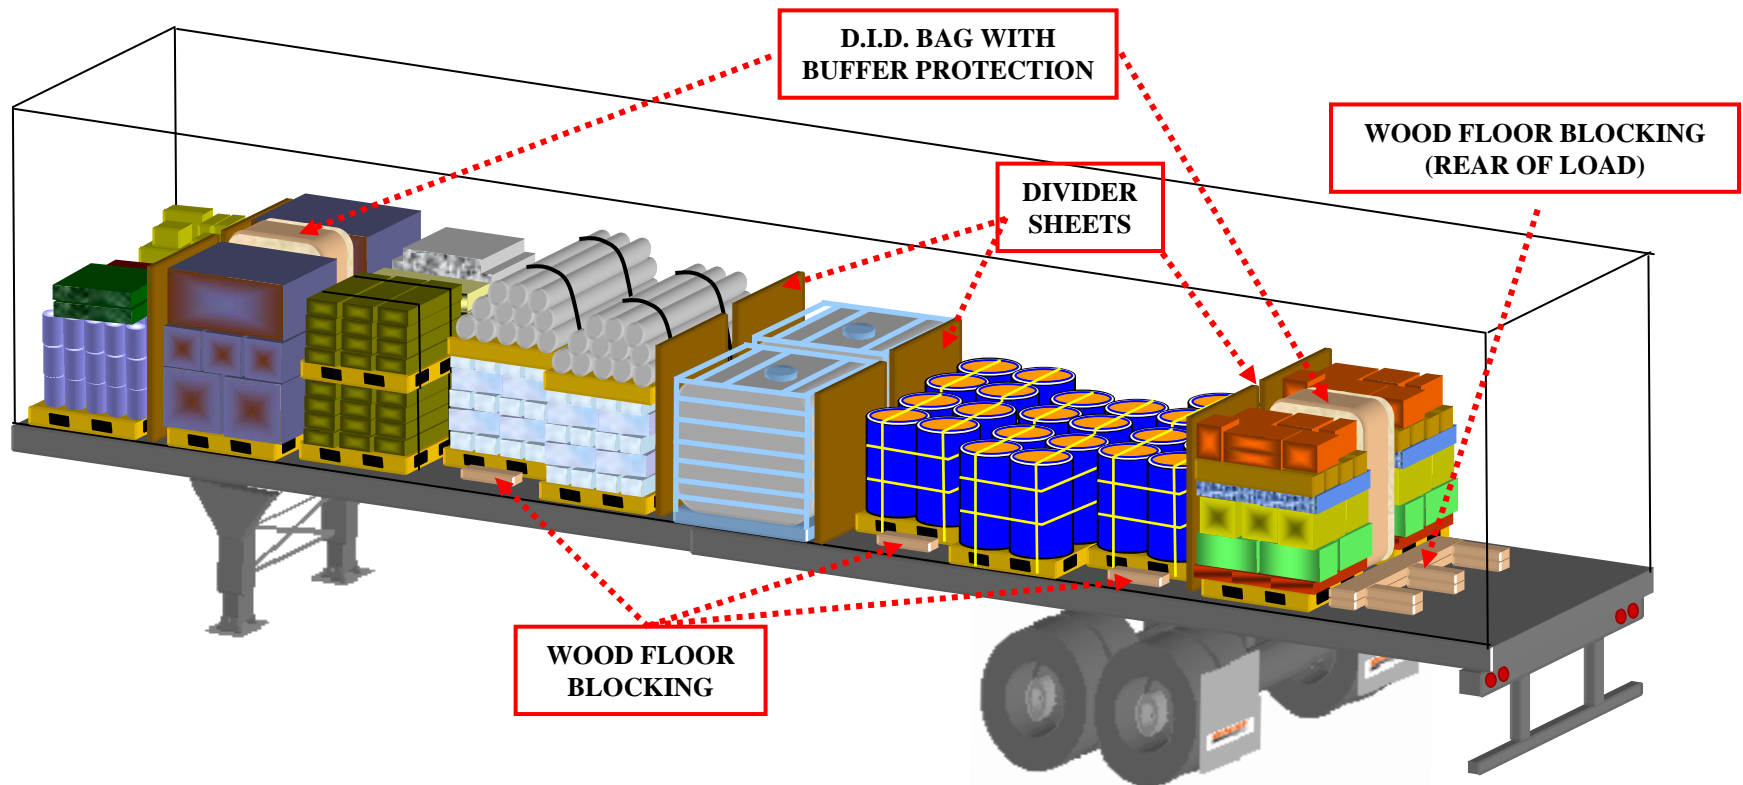 D.I.D. BAG WITH
BUFFER PROTECTION
WOOD FLOOR BLOCKING
(REAR OF LOAD)
DIVIDER
SHEETS
WOOD FLOOR
BLOCKING